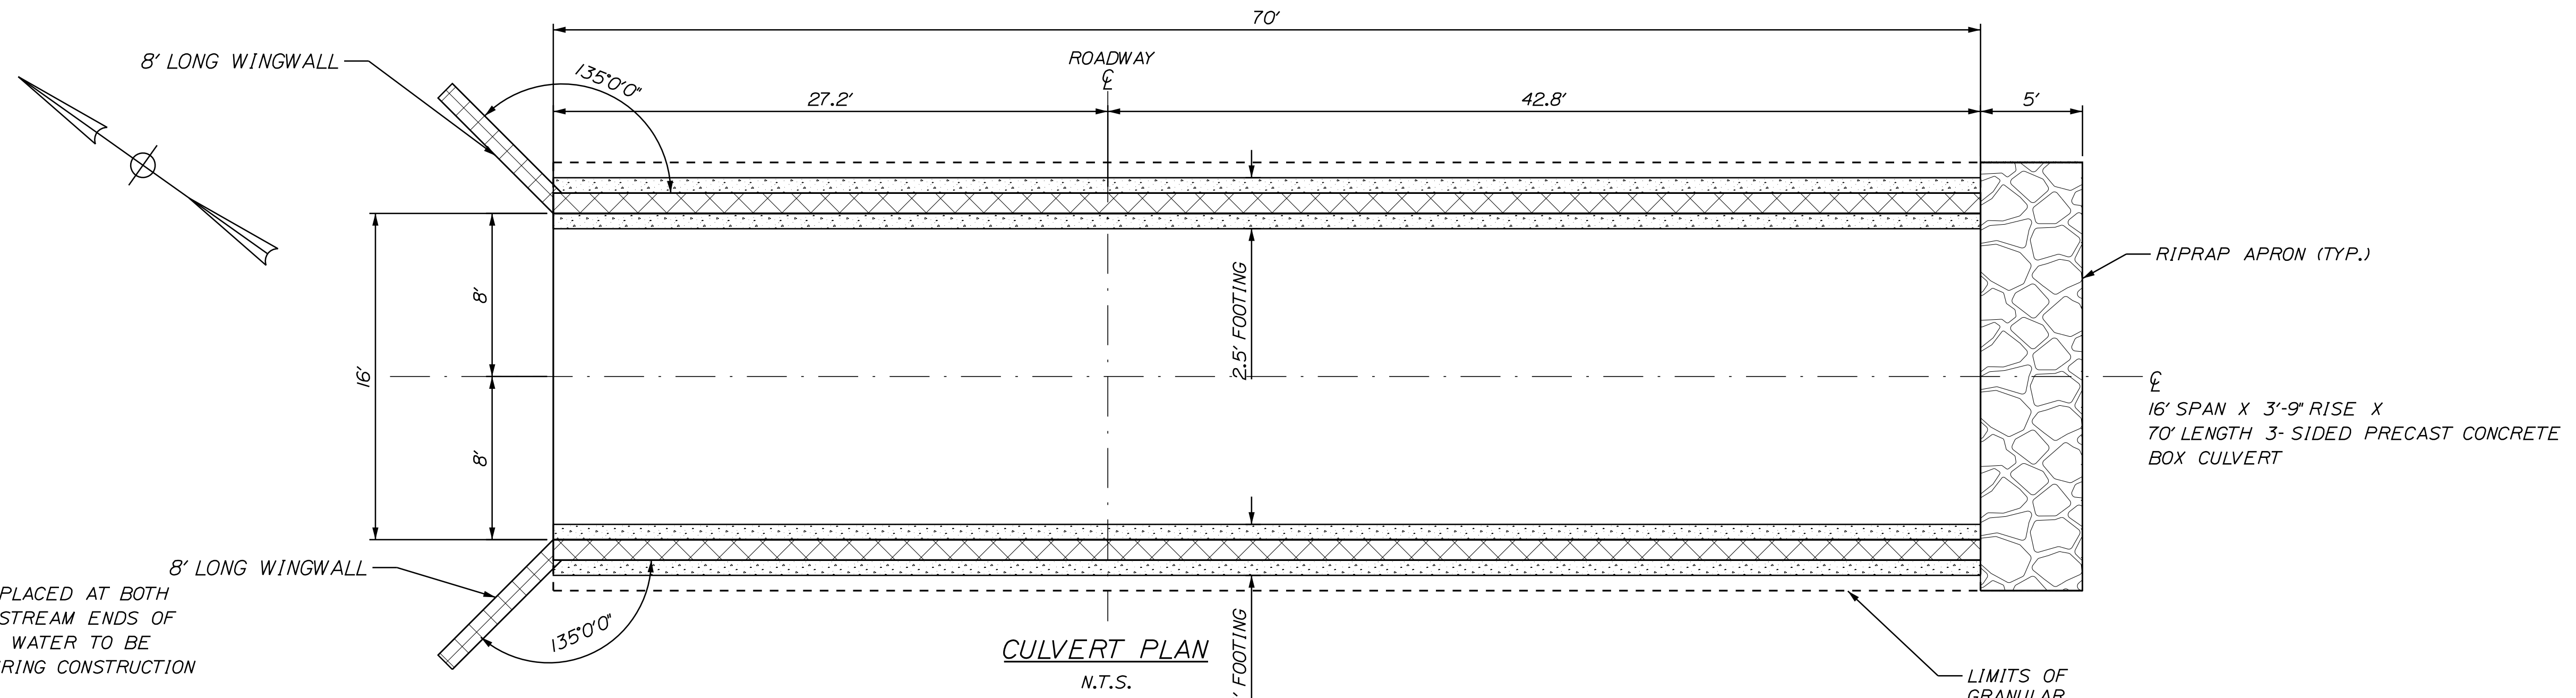 70'
ROADWAY
℄
8' LONG WINGWALL
135°0'0"
27.2'
42.8'
5'
2.5' FOOTING
RIPRAP APRON (TYP.)
8'
16'
8'
℄
16' SPAN X 3'-9" RISE X
70' LENGTH 3-SIDED PRECAST CONCRETE
BOX CULVERT
8' LONG WINGWALL
PLACED AT BOTH
STREAM ENDS OF
WATER TO BE
RING CONSTRUCTION
135°0'0"
CULVERT PLAN
N.T.S.
' FOOTING
LIMITS OF
GRANULAR